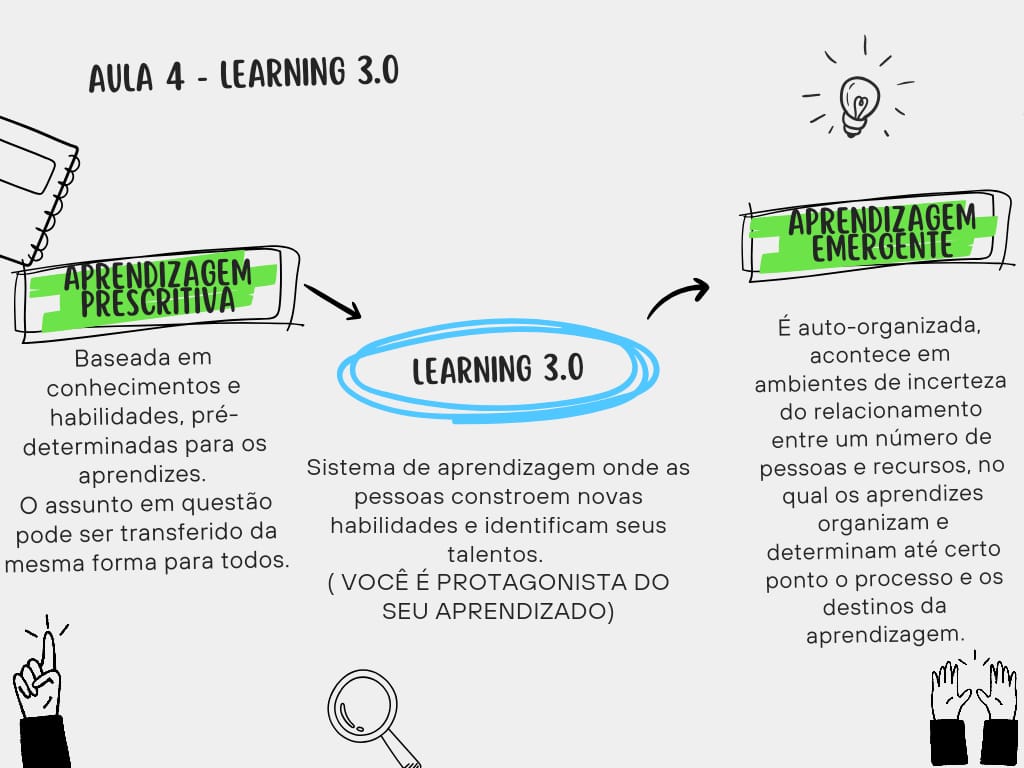 AULA 4 - LEARNING 3.0
APRENDIZAGEM
PRESCRITIVA
Baseada em
conhecimentos e
habilidades, pré-
determinadas para os
aprendizes.
O assunto em questão
pode ser transferido da
mesma forma para todos.
LEARNING 3.0
Sistema de aprendizagem onde as
pessoas constroem novas
habilidades e identificam seus
talentos.
( VOCÊ É PROTAGONISTA DO
SEU APRENDIZADO)
APRENDIZAGEM
EMERGENTE
É auto-organizada,
acontece em
ambientes de incerteza
do relacionamento
entre um número de
pessoas e recursos, no
qual os aprendizes
organizam e
determinam até certo
ponto o processo e os
destinos da
aprendizagem.